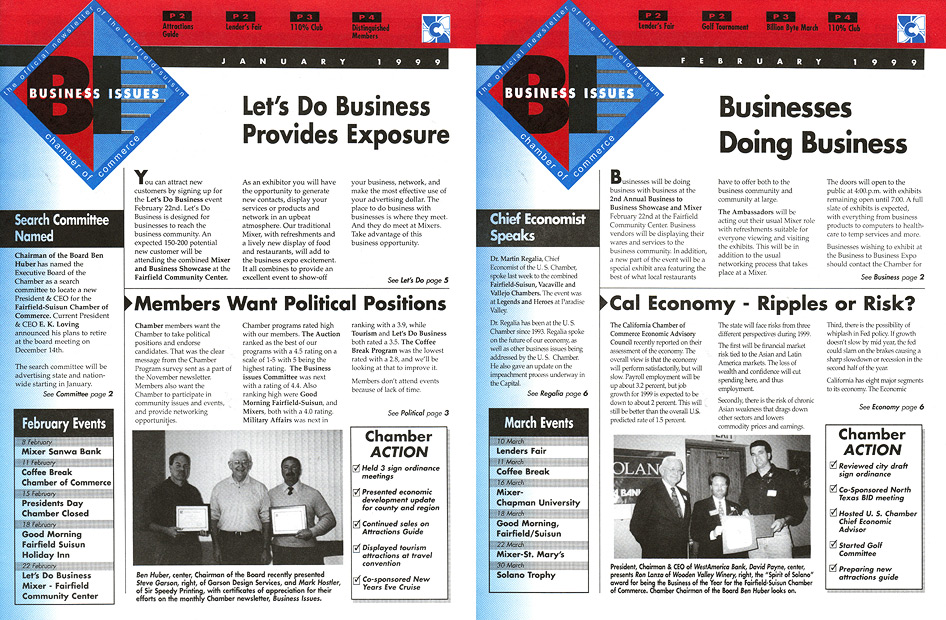 P 2
Attractions
Guide
P 2
Lender's Fair
P 3
110% Club
P 4
Distinguished
Members
C
the official newsletter of the fairfield/suisun
BI
BUSINESS ISSUES
chamber of commerce
JANUARY 1999
Let's Do Business
Provides Exposure
You can attract new
customers by signing up for
the Let's Do Business event
February 22nd. Let's Do
Business is designed for
businesses to reach the
business community. An
expected 150-200 potential
new customer will be
attending the combined Mixer
and Business Showcase at the
Fairfield Community Center.
As an exhibitor you will have
the opportunity to generate
new contacts, display your
services or products and
network in an upbeat
atmosphere. Our traditional
Mixer, with refreshments and
a lively new display of food
and restaurants, will add to
the business expo excitement.
It all combines to provide an
excellent event to show-off
your business, network, and
make the most effective use of
your advertising dollar. The
place to do business with
businesses is where they meet.
And they do meet at Mixers.
Take advantage of this
business opportunity.
See Let's Do page 5
Search Committee
Named
Chairman of the Board Ben
Huber has named the
Executive Board of the
Chamber as a search
committee to locate a new
President & CEO for the
Fairfield-Suisun Chamber of
Commerce. Current President
& CEO E. K. Loving
announced his plans to retire
at the board meeting on
December 14th.
The search committee will be
advertising state and nation-
wide starting in January.
See Committee page 2
Members Want Political Positions
Chamber members want the
Chamber to take political
positions and endorse
candidates. That was the clear
message from the Chamber
Program survey sent as a part of
the November newsletter.
Members also want the
Chamber to participate in
community issues and events,
and provide networking
opportunities.
Chamber programs rated high
with our members. The Auction
ranked as the best of our
programs with a 4.5 rating on a
scale of 1-5 with 5 being the
highest rating. The Business
issues Committee was next
with a rating of 4.4. Also
ranking high were Good
Morning Fairfield-Suisun, and
Mixers, both with a 4.0 rating.
Military Affairs was next in
ranking with a 3.9, while
Tourism and Let's Do Business
both rated a 3.5. The Coffee
Break Program was the lowest
rated with a 2.8, and we'll be
looking at that to improve it.
Members don't attend events
because of lack of time.
See Political page 3
February Events
8 February
Mixer Sanwa Bank
11 February
Coffee Break
Chamber of Commerce
15 February
Presidents Day
Chamber Closed
18 February
Good Morning
Fairfield Suisun
Holiday Inn
22 February
Let's Do Business
Mixer - Fairfield
Community Center
Ben Huber, center, Chairman of the Board recently presented
Steve Garson, right, of Garson Design Services, and Mark Hostler,
of Sir Speedy Printing, with certificates of appreciation for their
efforts on the monthly Chamber newsletter, Business Issues.
Chamber
ACTION
Held 3 sign ordinance
meetings
Presented economic
development update
for county and region
Continued sales on
Attractions Guide
Displayed tourism
attractions at travel
convention
Co-sponsored New
Years Eve Cruise
P 2
Lender's Fair
P 2
Golf Tournament
P 3
Billion Byte March
P 4
110% Club
C
the official newsletter of the fairfield/suisun
BI
BUSINESS ISSUES
chamber of commerce
FEBRUARY 1999
Businesses
Doing Business
Businesses will be doing
business with business at the
2nd Annual Business to
Business Showcase and Mixer
February 22nd at the Fairfield
Community Center. Business
vendors will be displaying their
wares and services to the
business community. In addition,
a new part of the event will be a
special exhibit area featuring the
best of what local restaurants
have to offer both to the
business community and
community at large.
The Ambassadors will be
acting out their usual Mixer role
with refreshments suitable for
everyone viewing and visiting
the exhibits. This will be in
addition to the usual
networking process that takes
place at a Mixer.
The doors will open to the
public at 4:00 p.m. with exhibits
remaining open until 7:00. A full
slate of exhibits is expected,
with everything from business
products to computers to health-
care to temp services and more.
Businesses wishing to exhibit at
the Business to Business Expo
should contact the Chamber for
See Business page 2
Chief Economist
Speaks
Dr. Martin Regalia, Chief
Economist of the U. S. Chamber,
spoke last week to the combined
Fairfield-Suisun, Vacaville and
Vallejo Chambers. The event was
at Legends and Heroes at Paradise
Valley.
Dr. Regalia has been at the U.S.
Chamber since 1993. Regalia spoke
on the future of our economy, as
well as other business issues being
addressed by the U. S. Chamber.
He also gave an update on the
impeachment process underway in
the Capital.
See Regalia page 6
Cal Economy - Ripples or Risk?
The California Chamber of
Commerce Economic Advisory
Council recently reported on their
assessment of the economy. The
overall view is that the economy
will perform satisfactorily, but will
slow. Payroll employment will be
up about 3.2 percent, but job
growth for 1999 is expected to be
down to about 2 percent. This will
still be better than the overall U.S.
predicted rate of 1.5 percent.
The state will face risks from three
different perspectives during 1999.
The first will be financial market
risk tied to the Asian and Latin
America markets. The loss of
wealth and confidence will cut
spending here, and thus
employment.
Secondly, there is the risk of chronic
Asian weakness that drags down
other sectors and lowers
commodity prices and earnings.
Third, there is the possibility of
whiplash in Fed policy. If growth
doesn't slow by mid year, the fed
could slam on the brakes causing a
sharp slowdown or recession in the
second half of the year.
California has eight major segments
to its economy. The Economic
See Economy page 6
March Events
10 March
Lenders Fair
11 March
Coffee Break
16 March
Mixer-
Chapman University
18 March
Good Morning,
Fairfield/Suisun
22 March
Mixer-St. Mary's
30 March
Solano Trophy
EXIT
OLAN
BAN
President, Chairman & CEO of WestAmerica Bank, David Payne, center,
presents Ron Lanza of Wooden Valley Winery, right, the "Spirit of Solano"
award for being the Business of the Year for the Fairfield-Suisun Chamber
of Commerce. Chamber Chairman of the Board Ben Huber looks on.
Chamber
ACTION
Reviewed city draft
sign ordinance
Co-Sponsored North
Texas BID meeting
Hosted U. S. Chamber
Chief Economic
Advisor
Started Golf
Committee
Preparing new
attractions guide